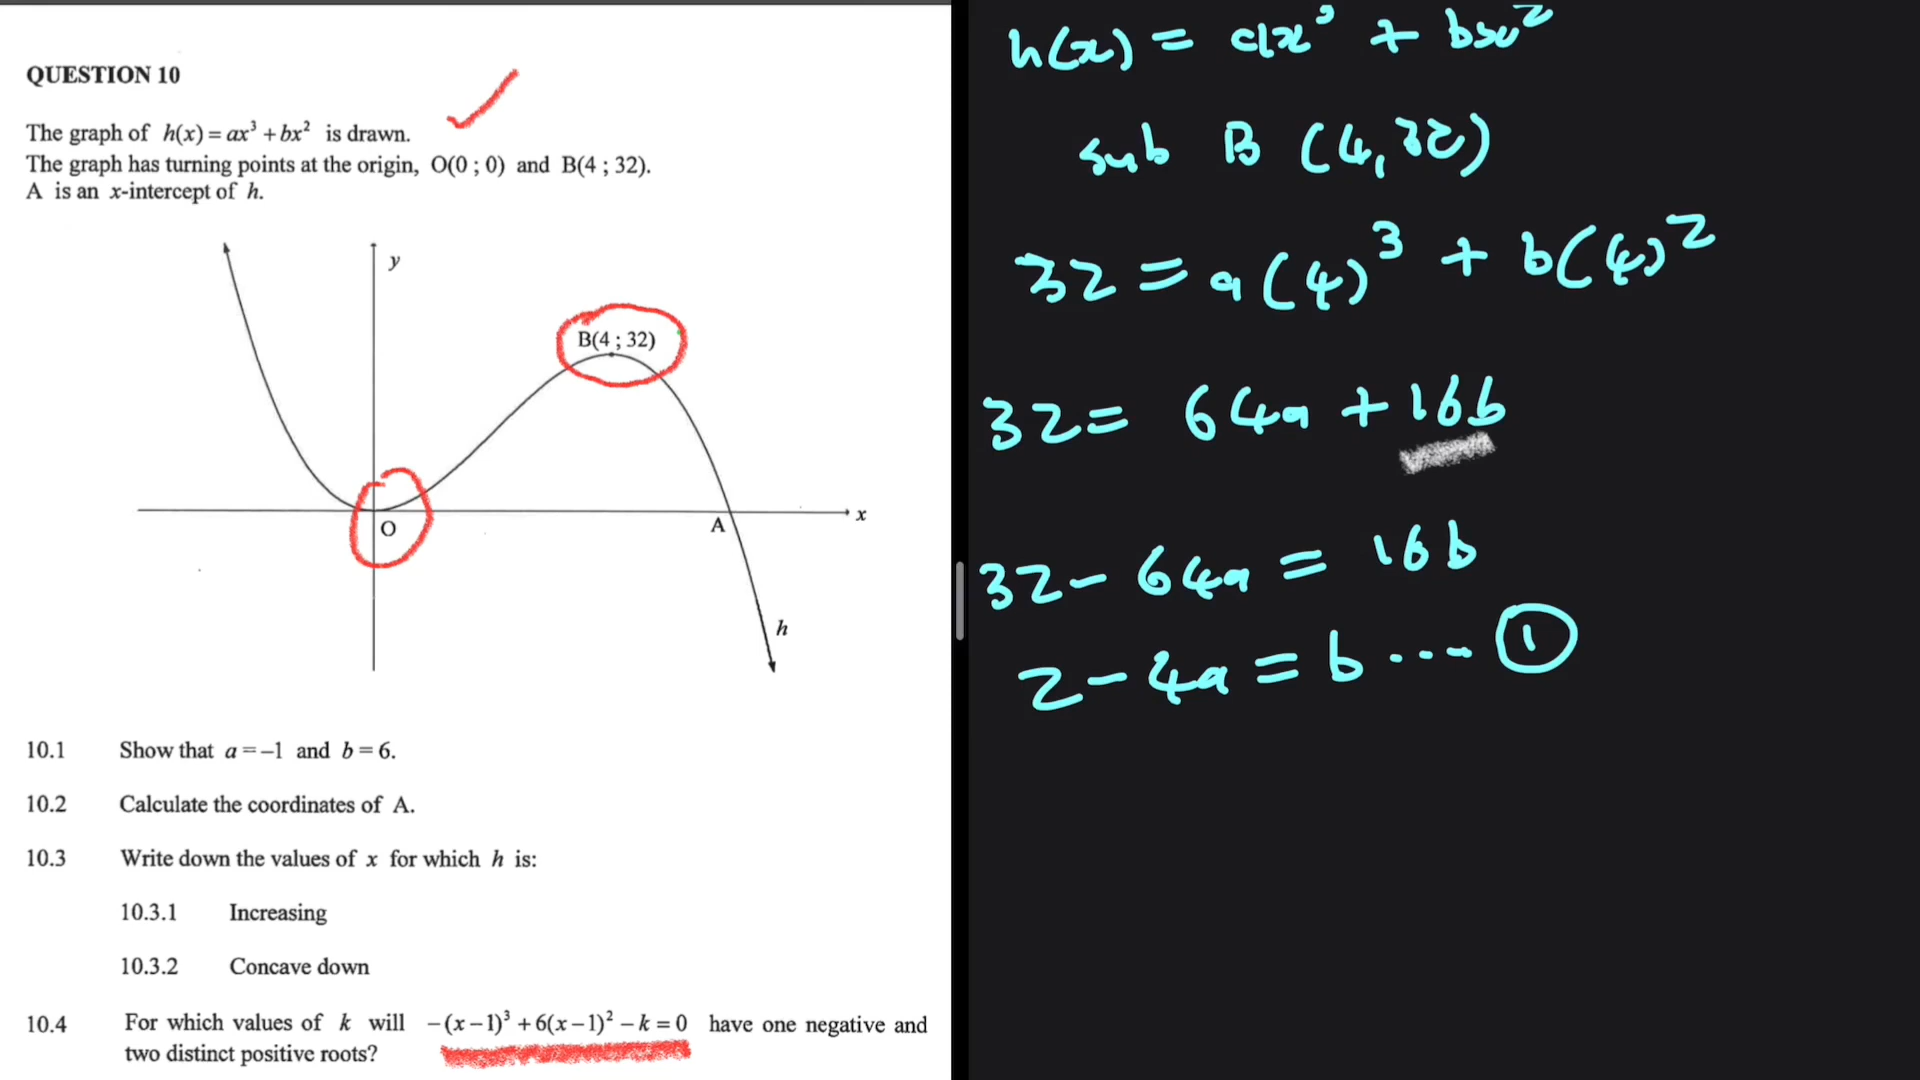 QUESTION 10
The graph of h(x) = ax³ + bx² is drawn.
The graph has turning points at the origin, O(0 ; 0) and B(4 ; 32).
A is an x-intercept of h.
y
B(4 ; 32)
x
O
A
h
10.1 Show that a = –1 and b = 6.
10.2 Calculate the coordinates of A.
10.3 Write down the values of x for which h is:
10.3.1 Increasing
10.3.2 Concave down
10.4 For which values of k will –(x – 1)³ + 6(x – 1)² – k = 0 have one negative and
two distinct positive roots?
h(x) = ax³ + bx²
sub B (4, 32)
32 = a(4)³ + b(4)²
32 = 64a + 16b
32 - 64a = 16b
2 - 4a = b ---- ①